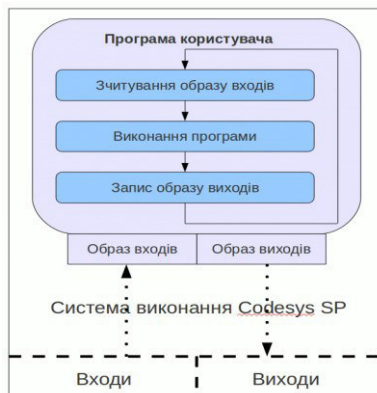 Програма користувача
Зчитування образу входів
Виконання програми
Запис образу виходів
Образ входів Образ виходів
Система виконання Codesys SP
Входи Виходи